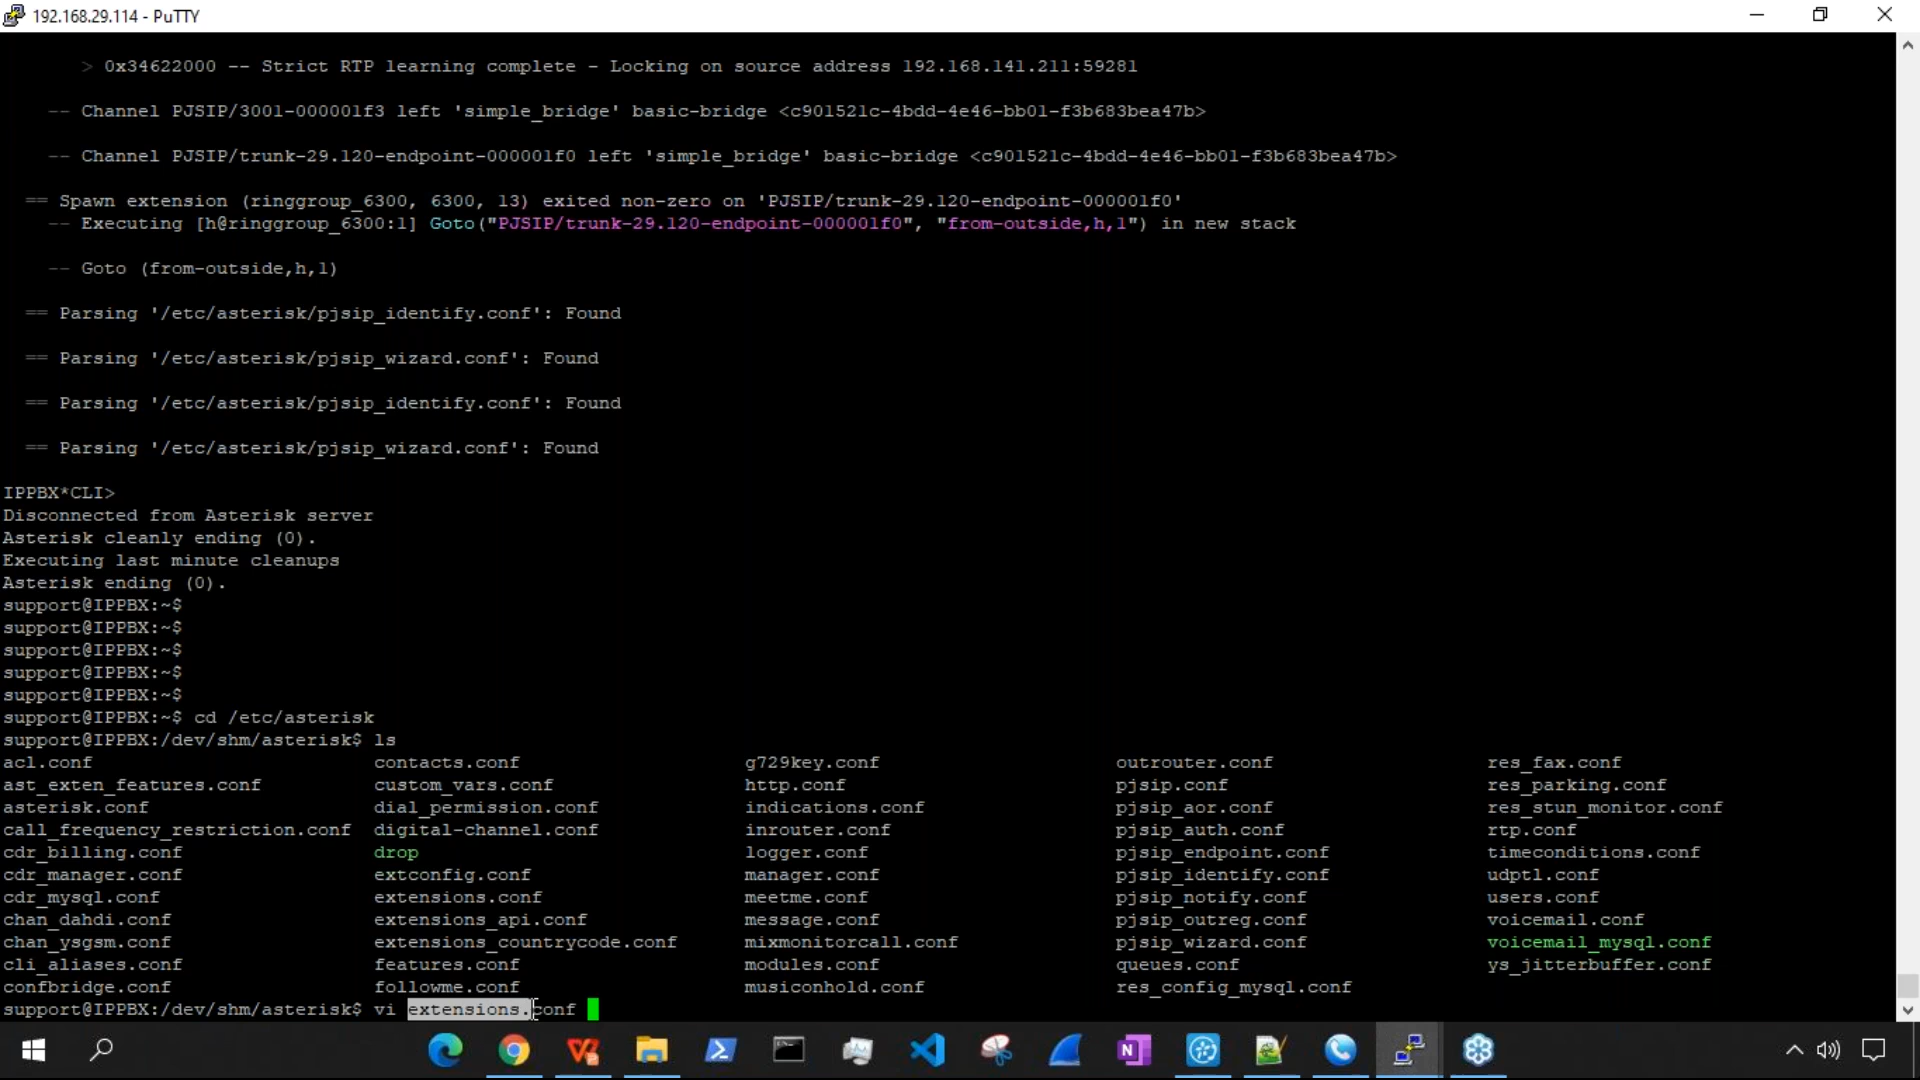 192.168.29.114 - PuTTY
> 0x34622000 -- Strict RTP learning complete - Locking on source address 192.168.141.211:59281
-- Channel PJSIP/3001-000001f3 left 'simple_bridge' basic-bridge <c901521c-4bdd-4e46-bb01-f3b683bea47b>
-- Channel PJSIP/trunk-29.120-endpoint-000001f0 left 'simple_bridge' basic-bridge <c901521c-4bdd-4e46-bb01-f3b683bea47b>
== Spawn extension (ringgroup_6300, 6300, 13) exited non-zero on 'PJSIP/trunk-29.120-endpoint-000001f0'
-- Executing [h@ringgroup_6300:1] Goto("PJSIP/trunk-29.120-endpoint-000001f0", "from-outside,h,1") in new stack
-- Goto (from-outside,h,1)
== Parsing '/etc/asterisk/pjsip_identify.conf': Found
== Parsing '/etc/asterisk/pjsip_wizard.conf': Found
== Parsing '/etc/asterisk/pjsip_identify.conf': Found
== Parsing '/etc/asterisk/pjsip_wizard.conf': Found
IPPBX*CLI>
Disconnected from Asterisk server
Asterisk cleanly ending (0).
Executing last minute cleanups
Asterisk ending (0).
support@IPPBX:~$
support@IPPBX:~$
support@IPPBX:~$
support@IPPBX:~$
support@IPPBX:~$
support@IPPBX:~$ cd /etc/asterisk
support@IPPBX:/dev/shm/asterisk$ ls
acl.conf contacts.conf g729key.conf outrouter.conf res_fax.conf
ast_exten_features.conf custom_vars.conf http.conf pjsip.conf res_parking.conf
asterisk.conf dial_permission.conf indications.conf pjsip_aor.conf res_stun_monitor.conf
call_frequency_restriction.conf digital-channel.conf inrouter.conf pjsip_auth.conf rtp.conf
cdr_billing.conf drop logger.conf pjsip_endpoint.conf timeconditions.conf
cdr_manager.conf extconfig.conf manager.conf pjsip_identify.conf udptl.conf
cdr_mysql.conf extensions.conf meetme.conf pjsip_notify.conf users.conf
chan_dahdi.conf extensions_api.conf message.conf pjsip_outreg.conf voicemail.conf
chan_ysgsm.conf extensions_countrycode.conf mixmonitorcall.conf pjsip_wizard.conf voicemail_mysql.conf
cli_aliases.conf features.conf modules.conf queues.conf ys_jitterbuffer.conf
confbridge.conf followme.conf musiconhold.conf res_config_mysql.conf
support@IPPBX:/dev/shm/asterisk$ vi extensions.conf